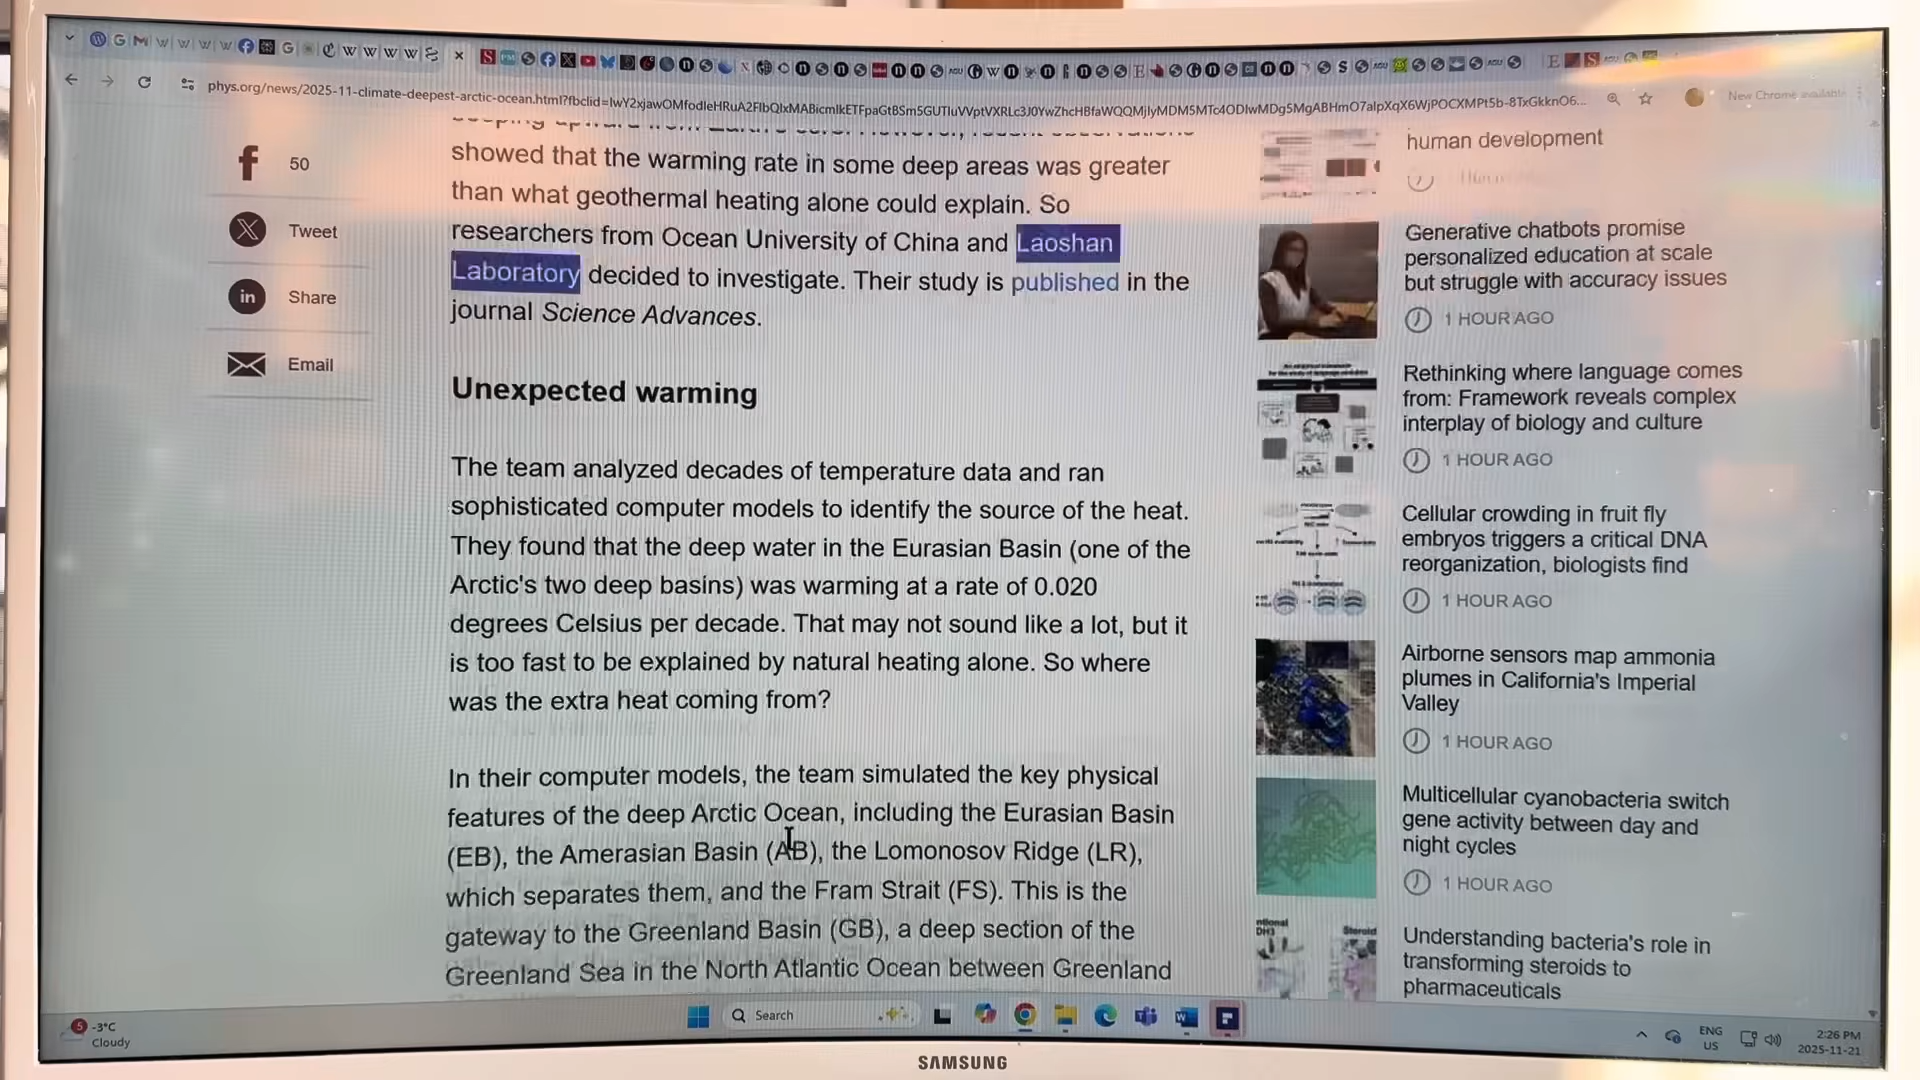 phys.org/news/2025-11-climate-deepest-arctic-ocean.html?fbclid=
New Chrome available
50
Tweet
Share
Email
showed that the warming rate in some deep areas was greater
than what geothermal heating alone could explain. So
researchers from Ocean University of China and Laoshan
Laboratory decided to investigate. Their study is published in the
journal Science Advances.
Unexpected warming
The team analyzed decades of temperature data and ran
sophisticated computer models to identify the source of the heat.
They found that the deep water in the Eurasian Basin (one of the
Arctic's two deep basins) was warming at a rate of 0.020
degrees Celsius per decade. That may not sound like a lot, but it
is too fast to be explained by natural heating alone. So where
was the extra heat coming from?
In their computer models, the team simulated the key physical
features of the deep Arctic Ocean, including the Eurasian Basin
(EB), the Amerasian Basin (AB), the Lomonosov Ridge (LR),
which separates them, and the Fram Strait (FS). This is the
gateway to the Greenland Basin (GB), a deep section of the
Greenland Sea in the North Atlantic Ocean between Greenland
human development
Generative chatbots promise
personalized education at scale
but struggle with accuracy issues
1 HOUR AGO
Rethinking where language comes
from: Framework reveals complex
interplay of biology and culture
1 HOUR AGO
Cellular crowding in fruit fly
embryos triggers a critical DNA
reorganization, biologists find
1 HOUR AGO
Airborne sensors map ammonia
plumes in California's Imperial
Valley
1 HOUR AGO
Multicellular cyanobacteria switch
gene activity between day and
night cycles
1 HOUR AGO
Understanding bacteria's role in
transforming steroids to
pharmaceuticals
5
-3°C
Cloudy
Search
ENG
US
2:26 PM
2025-11-21
SAMSUNG